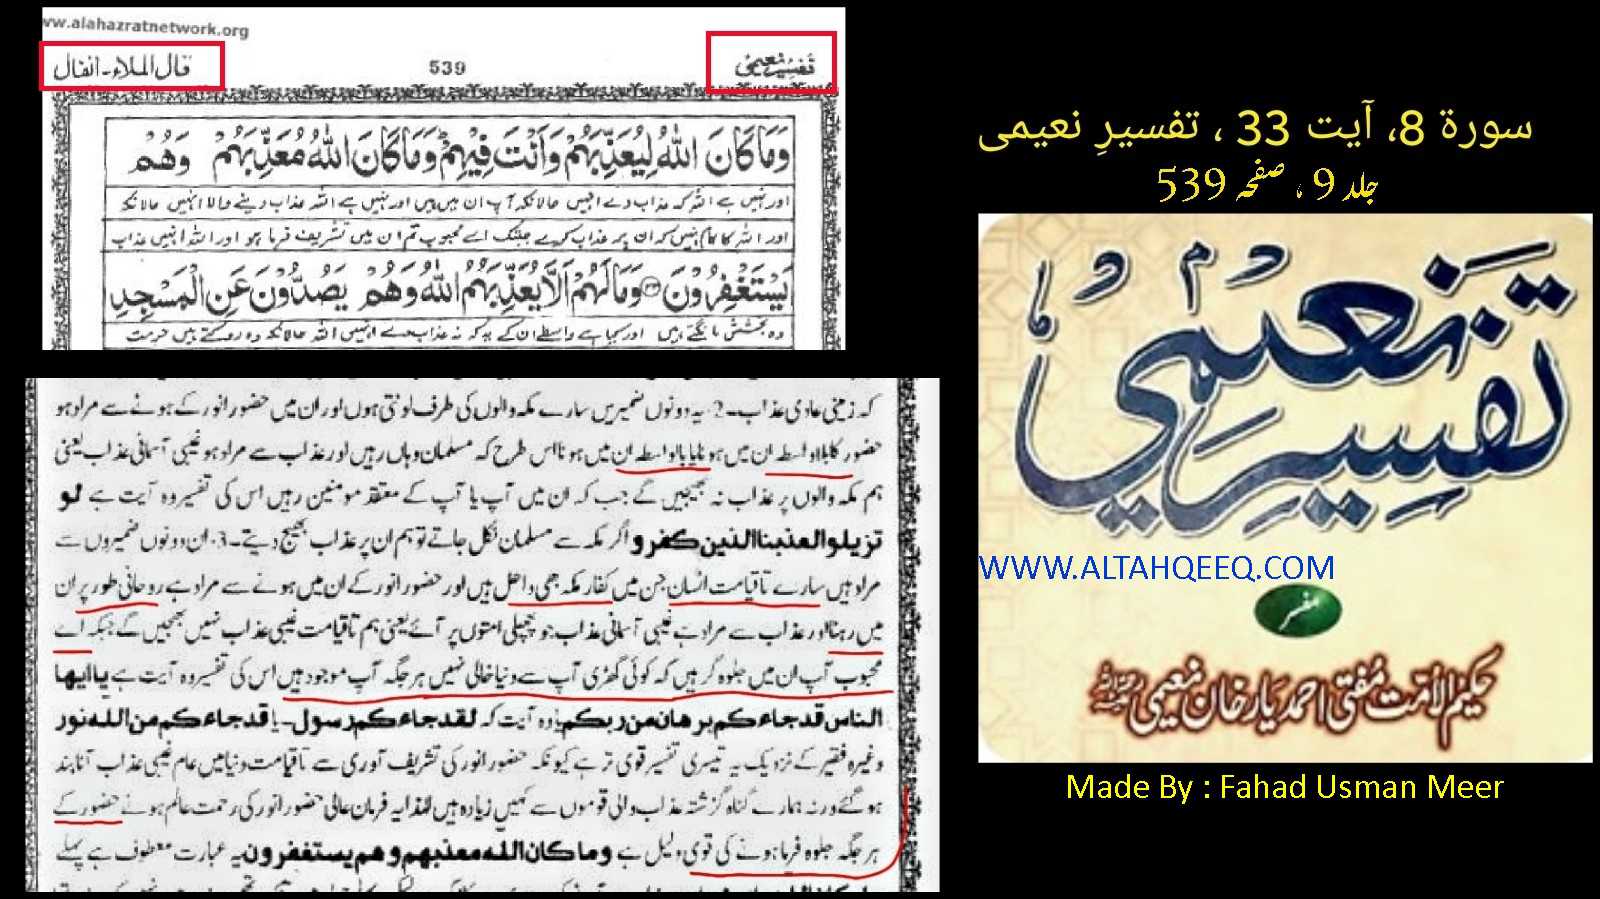 ww.alahazratnetwork.org
قال الملاء۔انفال
539
تفسیر نعیمی
وَمَا كَانَ اللّٰهُ لِيُعَذِّبَهُمْ وَاَنْتَ فِيْهِمْ وَمَا كَانَ اللّٰهُ مُعَذِّبَهُمْ وَهُمْ
اور نہیں ہے اللہ کہ عذاب دے انہیں حالانکہ آپ ان میں ہیں اور نہیں ہے اللہ عذاب دینے والا انہیں حالانکہ
اور اللہ کا کام نہیں کہ ان پر عذاب کرے جبتک اے محبوب تم ان میں تشریف فرما ہو اور اللہ انہیں عذاب
يَسْتَغْفِرُوْنَ ۳۳ وَمَا لَهُمْ اَلَّا يُعَذِّبَهُمُ اللّٰهُ وَهُمْ يَصُدُّوْنَ عَنِ الْمَسْجِدِ
وہ بخشش مانگتے ہیں اور کیا ہے واسطے ان کے یہ کہ نہ عذاب دے انہیں اللہ حالانکہ وہ روکتے ہیں حرمت
کہ زمینی عادی عذاب۔2۔یہ دونوں ضمیریں سارے مکہ والوں کی طرف لوٹتی ہوں اور ان میں حضور انور کے ہونے سے مراد ہو
حضور کا بلاواسطہ ان میں ہونا یا بالواسطہ ان میں ہونا اس طرح کہ مسلمان وہاں رہیں اور عذاب سے مراد ہو غیبی آسمانی عذاب یعنی
ہم مکہ والوں پر عذاب نہ بھیجیں گے جب کہ ان میں آپ یا آپ کے معتقد مومنین رہیں اس کی تفسیر وہ آیت ہے لو
تزیلوا لعذبنا الذین کفروا اگر مکہ سے مسلمان نکل جاتے تو ہم ان پر عذاب بھیج دیتے۔3۔ان دونوں ضمیروں سے
مراد ہیں سارے تاقیامت انسان جن میں کفار مکہ بھی داخل ہیں اور حضور انور کے ان میں ہونے سے مراد ہے روحانی طور پر ان
میں رہنا اور عذاب سے مراد ہے غیبی آسمانی عذاب جو پچھلی امتوں پر آئے یعنی ہم تاقیامت غیبی عذاب نہیں بھیجیں گے جبکہ اے
محبوب آپ ان میں جلوہ گر ہیں کہ کوئی گھڑی آپ سے دنیا خالی نہیں ہر جگہ آپ موجود ہیں اس کی تفسیر وہ آیت ہے یا ایھا
الناس قد جاء کم برھان من ربکم یا وہ آیت کہ لقد جاء کم رسول۔یا قد جاء کم من اللہ نور
وغیرہ فقیر کے نزدیک یہ تیسری تفسیر قوی تر ہے کیونکہ حضور انور کی تشریف آوری سے تاقیامت دنیا میں عام غیبی عذاب آنا بند
ہو گئے ورنہ ہمارے گناہ گزشتہ عذاب والی قوموں سے کہیں زیادہ ہیں لہذا یہ فرمان عالی حضور انور کی رحمت عالم ہونے حضور کے
ہر جگہ جلوہ فرما ہونے کی قوی دلیل ہے وما کان اللہ معذبھم وھم یستغفرون یہ عبارت معطوف ہے پہلے
سورۃ 8، آیت 33 ، تفسیرِ نعیمی
جلد 9 ، صفحہ 539
تفسیر نعیمی
WWW.ALTAHQEEQ.COM
مفسر
حکیم الامت مفتی احمد یار خان نعیمی
Made By : Fahad Usman Meer